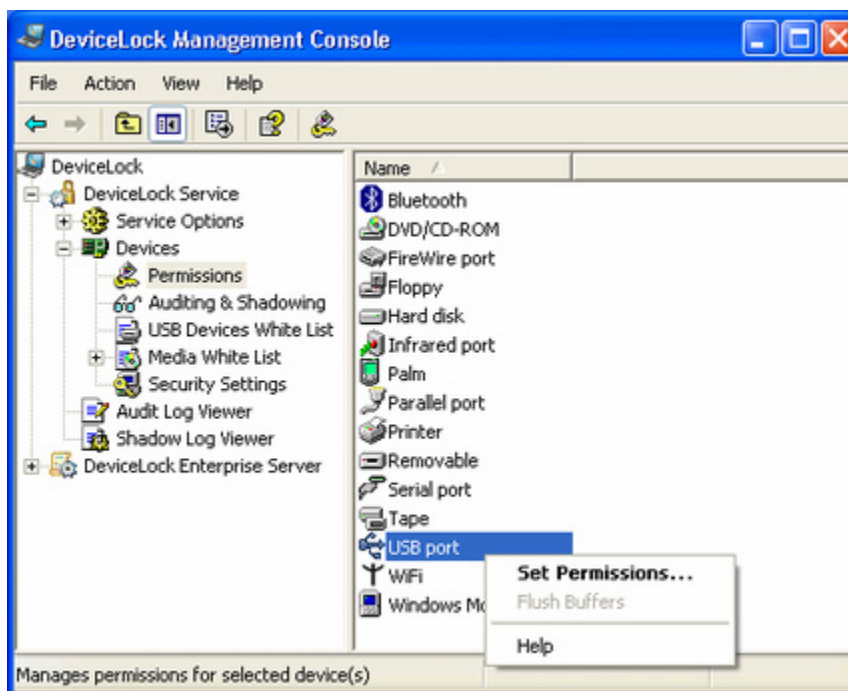 DeviceLock Management Console
File Action View Help
DeviceLock
DeviceLock Service
Service Options
Devices
Permissions
Auditing & Shadowing
USB Devices White List
Media White List
Security Settings
Audit Log Viewer
Shadow Log Viewer
DeviceLock Enterprise Server
Name
Bluetooth
DVD/CD-ROM
FireWire port
Floppy
Hard disk
Infrared port
Palm
Parallel port
Printer
Removable
Serial port
Tape
USB port
WiFi
Windows Mo
Set Permissions...
Flush Buffers
Help
Manages permissions for selected device(s)